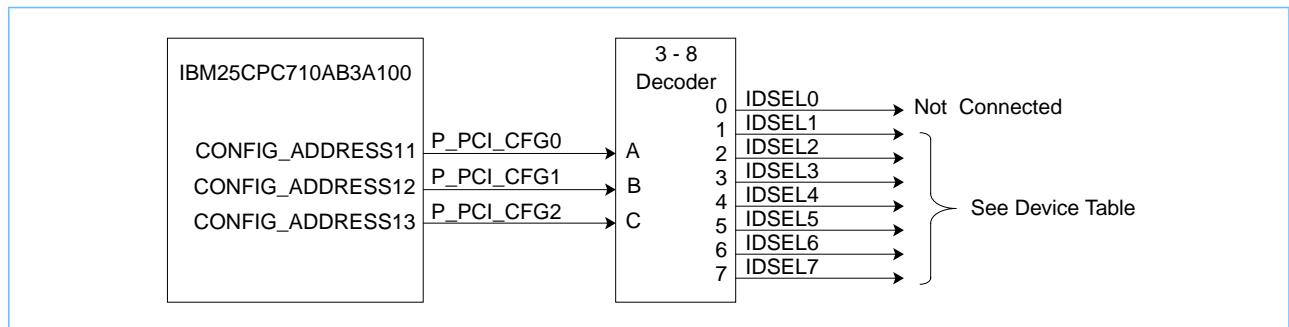 IBM25CPC710AB3A100
CONFIG_ADDRESS11
CONFIG_ADDRESS12
CONFIG_ADDRESS13
P_PCI_CFG0
P_PCI_CFG1
P_PCI_CFG2
3 - 8
Decoder
A
B
C
0
1
2
3
4
5
6
7
IDSEL0
IDSEL1
IDSEL2
IDSEL3
IDSEL4
IDSEL5
IDSEL6
IDSEL7
Not Connected
See Device Table